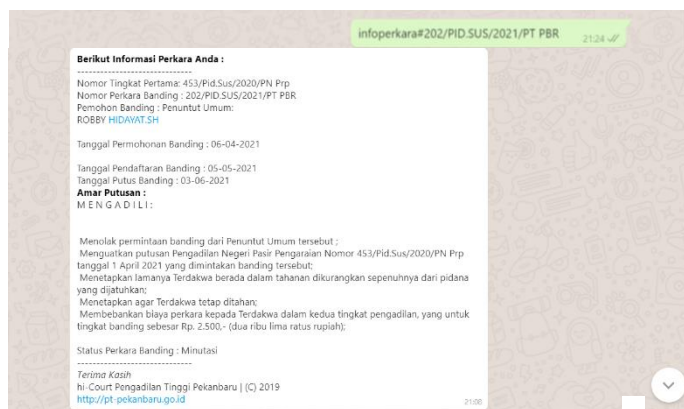 infoperkara#202/PID.SUS/2021/PT PBR
21:24
Berikut Informasi Perkara Anda :
------------------------------
Nomor Tingkat Pertama: 453/Pid.Sus/2020/PN Prp
Nomor Perkara Banding : 202/PID.SUS/2021/PT PBR
Pemohon Banding : Penuntut Umum:
ROBBY HIDAYAT.SH
Tanggal Permohonan Banding : 06-04-2021
Tanggal Pendaftaran Banding : 05-05-2021
Tanggal Putus Banding : 03-06-2021
Amar Putusan :
M E N G A D I L I :
Menolak permintaan banding dari Penuntut Umum tersebut ;
Menguatkan putusan Pengadilan Negeri Pasir Pengaraian Nomor 453/Pid.Sus/2020/PN Prp
tanggal 1 April 2021 yang dimintakan banding tersebut;
Menetapkan lamanya Terdakwa berada dalam tahanan dikurangkan sepenuhnya dari pidana
yang dijatuhkan;
Menetapkan agar Terdakwa tetap ditahan;
Membebankan biaya perkara kepada Terdakwa dalam kedua tingkat pengadilan, yang untuk
tingkat banding sebesar Rp. 2.500,- (dua ribu lima ratus rupiah);
Status Perkara Banding : Minutasi
------------------------------
Terima Kasih
hi-Court Pengadilan Tinggi Pekanbaru | (C) 2019
http://pt-pekanbaru.go.id